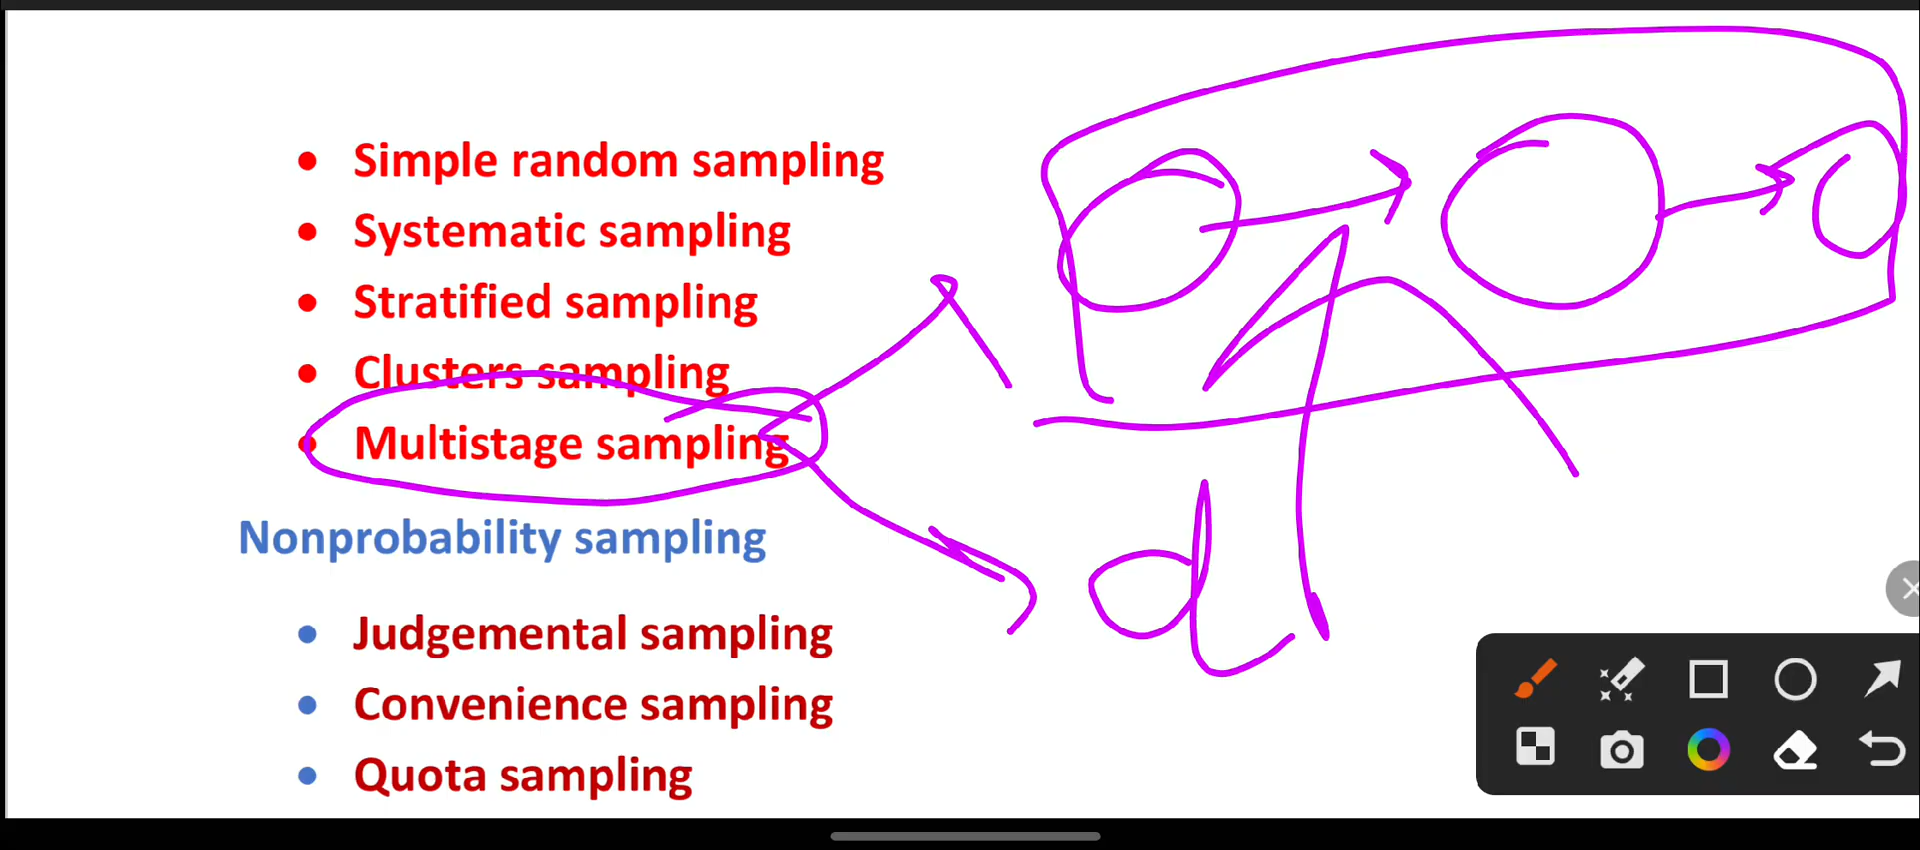 • Simple random sampling
• Systematic sampling
• Stratified sampling
• Clusters sampling
• Multistage sampling
Nonprobability sampling
• Judgemental sampling
• Convenience sampling
• Quota sampling